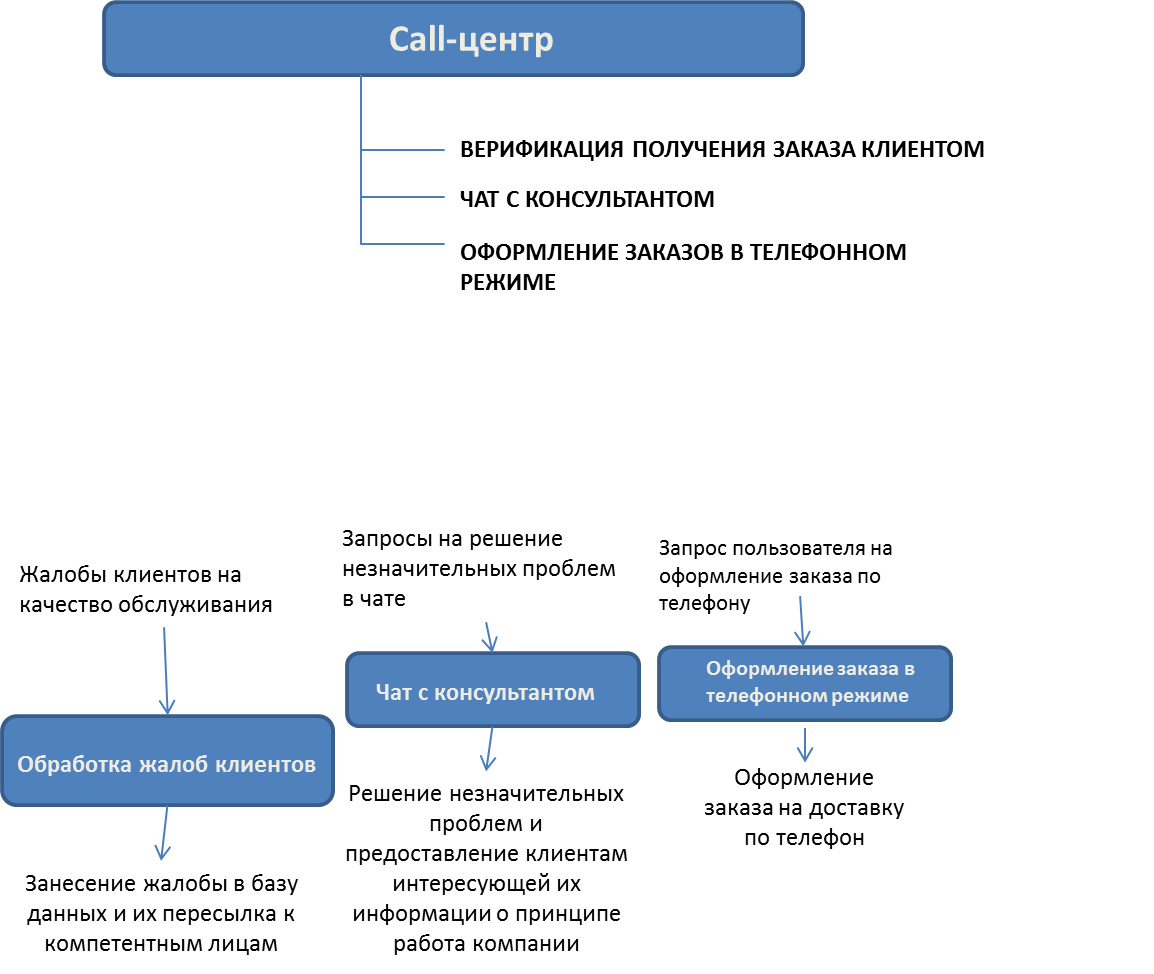 Call-центр
ВЕРИФИКАЦИЯ ПОЛУЧЕНИЯ ЗАКАЗА КЛИЕНТОМ
ЧАТ С КОНСУЛЬТАНТОМ
ОФОРМЛЕНИЕ ЗАКАЗОВ В ТЕЛЕФОННОМ
РЕЖИМЕ
Жалобы клиентов на
качество обслуживания
Обработка жалоб клиентов
Занесение жалобы в базу
данных и их пересылка к
компетентным лицам
Запросы на решение
незначительных проблем
в чате
Чат с консультантом
Решение незначительных
проблем и
предоставление клиентам
интересующей их
информации о принципе
работа компании
Запрос пользователя на
оформление заказа по
телефону
Оформление заказа в
телефонном режиме
Оформление
заказа на доставку
по телефон